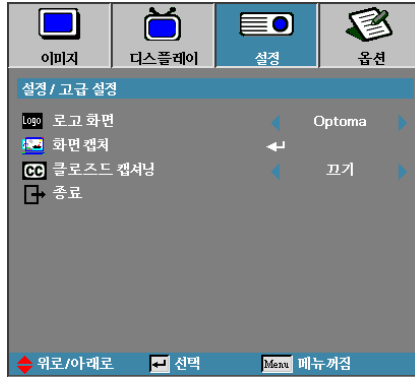 이미지 디스플레이 설정 옵션
설정 / 고급 설정
Logo 로고 화면 Optoma
화면 캡처
CC 클로즈드 캡셔닝 끄기
종료
위로/아래로 선택 Menu 메뉴꺼짐